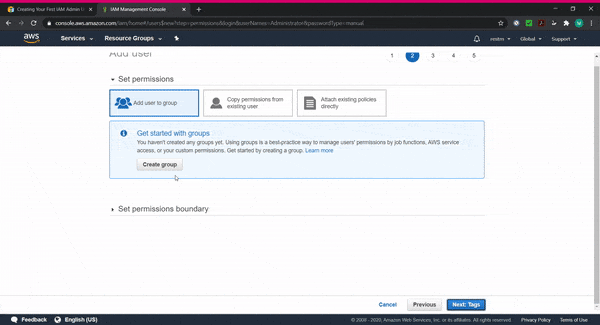 Creating Your First IAM Admin U
IAM Management Console
console.aws.amazon.com/iam/home#/users$new?step=permissions&login&userNames=Administrator&passwordType=manual
aws
Services
Resource Groups
Global
Support
Add user
1
2
3
4
5
Set permissions
Add user to group
Copy permissions from existing user
Attach existing policies directly
Get started with groups
You haven't created any groups yet. Using groups is a best-practice way to manage users' permissions by job functions, AWS service
access, or your custom permissions. Get started by creating a group. Learn more
Create group
Set permissions boundary
Cancel
Previous
Next: Tags
Feedback
English (US)
© 2008 - 2020, Amazon Web Services, Inc. or its affiliates. All rights reserved.
Privacy Policy
Terms of Use